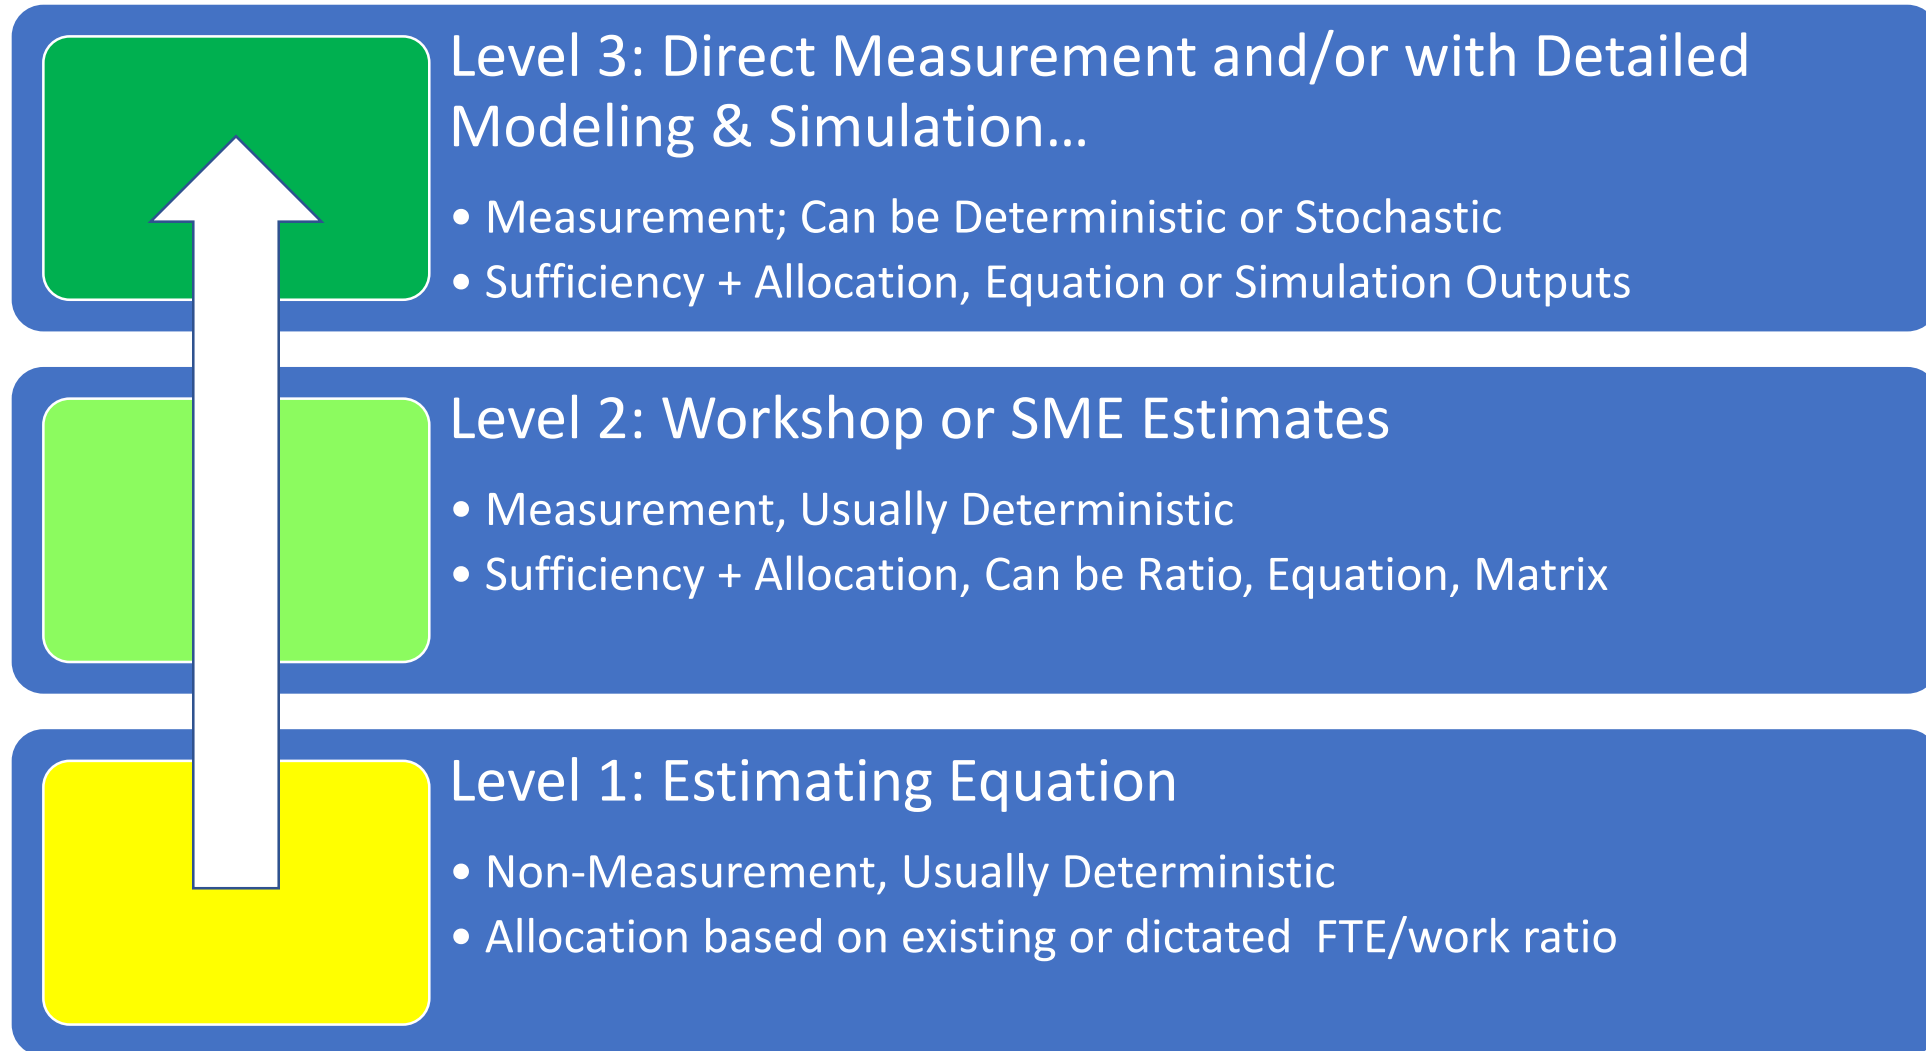 Level 3: Direct Measurement and/or with Detailed
Modeling & Simulation…
• Measurement; Can be Deterministic or Stochastic
• Sufficiency + Allocation, Equation or Simulation Outputs
Level 2: Workshop or SME Estimates
• Measurement, Usually Deterministic
• Sufficiency + Allocation, Can be Ratio, Equation, Matrix
Level 1: Estimating Equation
• Non-Measurement, Usually Deterministic
• Allocation based on existing or dictated  FTE/work ratio